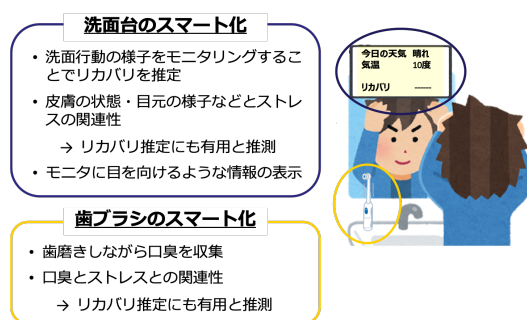 洗面台のスマート化
• 洗面行動の様子をモニタリングするこ
とでリカバリを推定
• 皮膚の状態・目元の様子などとストレ
スの関連性
→ リカバリ推定にも有用と推測
• モニタに目を向けるような情報の表示
今日の天気 晴れ
気温 10度
リカバリ -------
歯ブラシのスマート化
• 歯磨きしながら口臭を収集
• 口臭とストレスとの関連性
→ リカバリ推定にも有用と推測